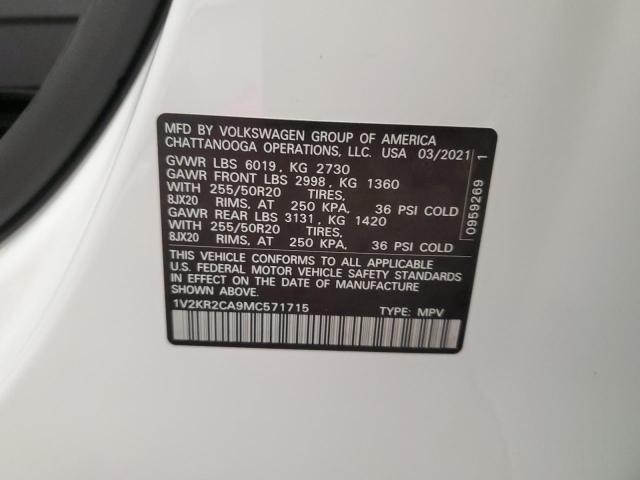 MFD BY VOLKSWAGEN GROUP OF AMERICA
CHATTANOOGA OPERATIONS, LLC. USA 03/2021
GVWR LBS 6019, KG 2730
GAWR FRONT LBS 2998, KG 1360
WITH 255/50R20 TIRES,
8JX20 RIMS, AT 250 KPA, 36 PSI COLD
GAWR REAR LBS 3131, KG 1420
WITH 255/50R20 TIRES,
8JX20 RIMS, AT 250 KPA, 36 PSI COLD
THIS VEHICLE CONFORMS TO ALL APPLICABLE
U.S. FEDERAL MOTOR VEHICLE SAFETY STANDARDS
IN EFFECT ON THE DATE OF MANUFACTURE
SHOWN ABOVE.
1V2KR2CA9MC571715 TYPE: MPV
0959269 1